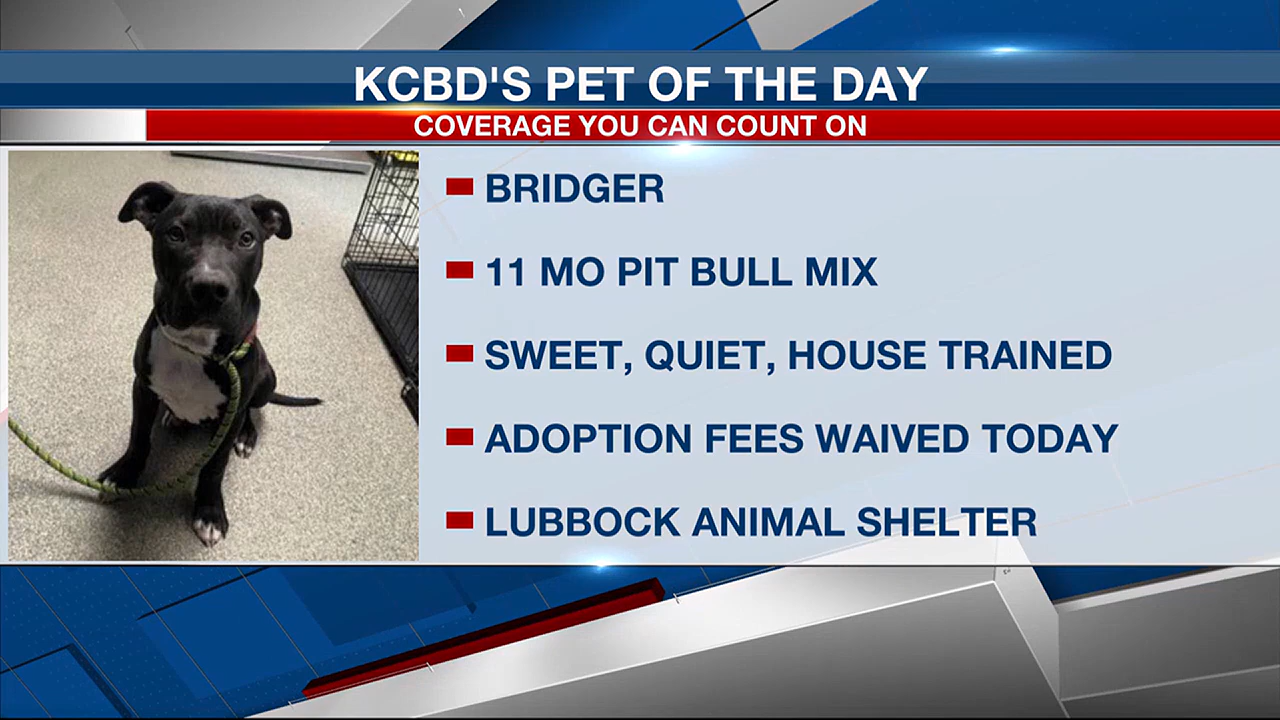 KCBD'S PET OF THE DAY
COVERAGE YOU CAN COUNT ON
BRIDGER
11 MO PIT BULL MIX
SWEET, QUIET, HOUSE TRAINED
ADOPTION FEES WAIVED TODAY
LUBBOCK ANIMAL SHELTER